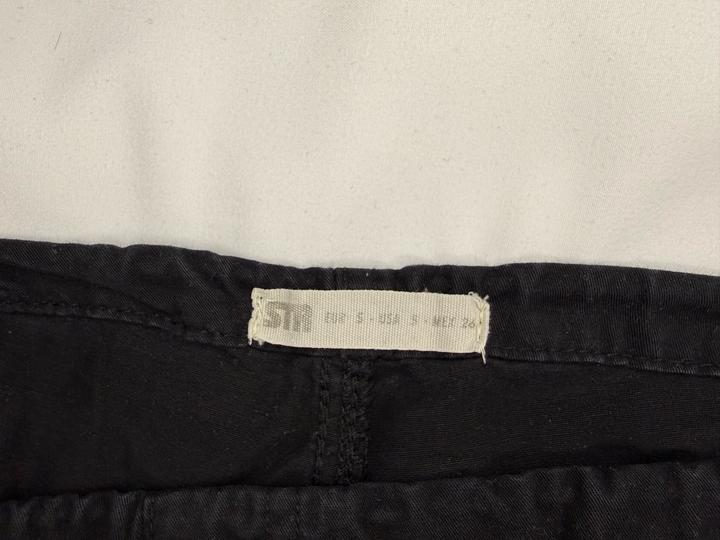 STR EUR S - USA S - MEX 26